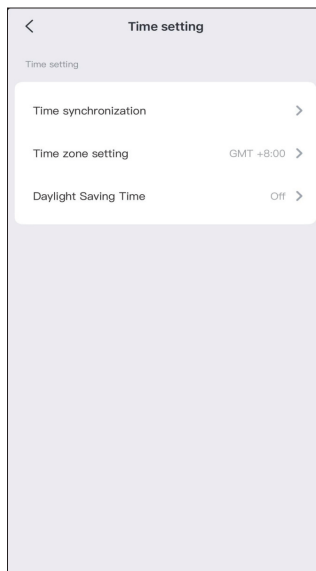 Time setting
Time setting
Time synchronization
Time zone setting GMT +8:00
Daylight Saving Time Off